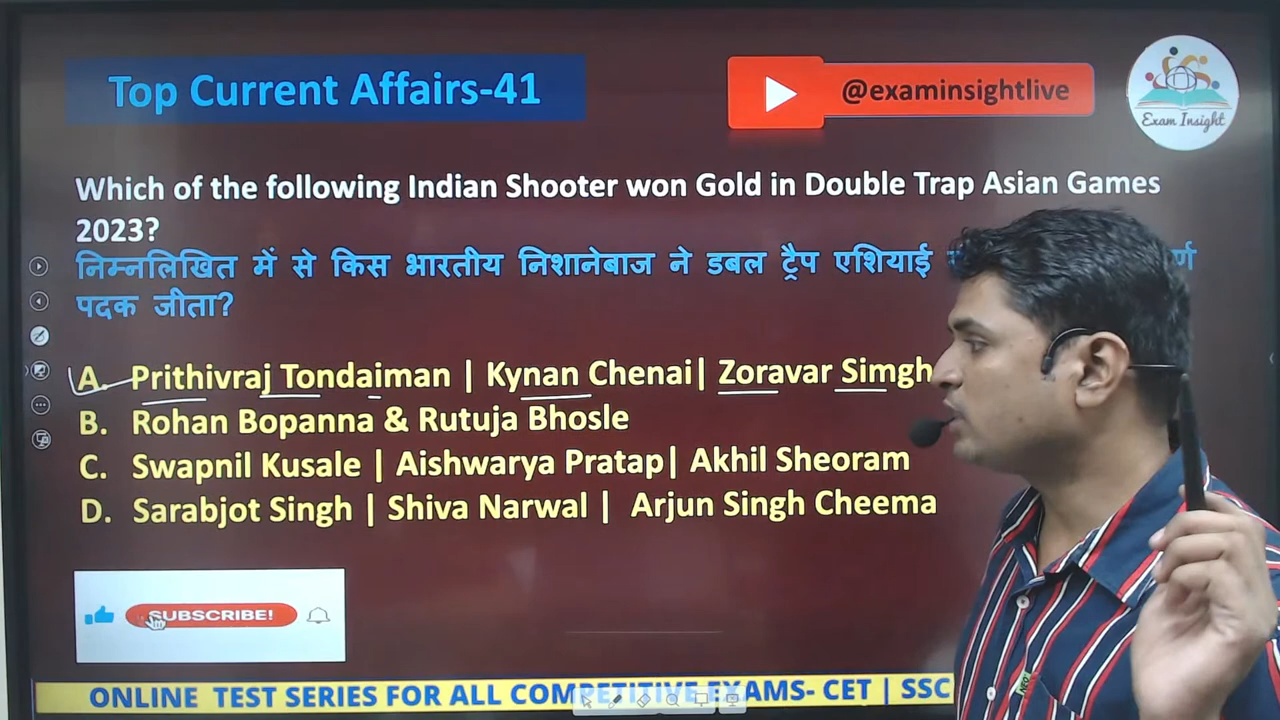 Top Current Affairs-41
@examinsightlive
Exam Insight
Which of the following Indian Shooter won Gold in Double Trap Asian Games
2023?
निम्नलिखित में से किस भारतीय निशानेबाज ने डबल ट्रैप एशियाई
पदक जीता?
A. Prithivraj Tondaiman | Kynan Chenai| Zoravar Simgh
B. Rohan Bopanna & Rutuja Bhosle
C. Swapnil Kusale | Aishwarya Pratap| Akhil Sheoram
D. Sarabjot Singh | Shiva Narwal | Arjun Singh Cheema
SUBSCRIBE!
ONLINE TEST SERIES FOR ALL COMPETITIVE EXAMS- CET | SSC